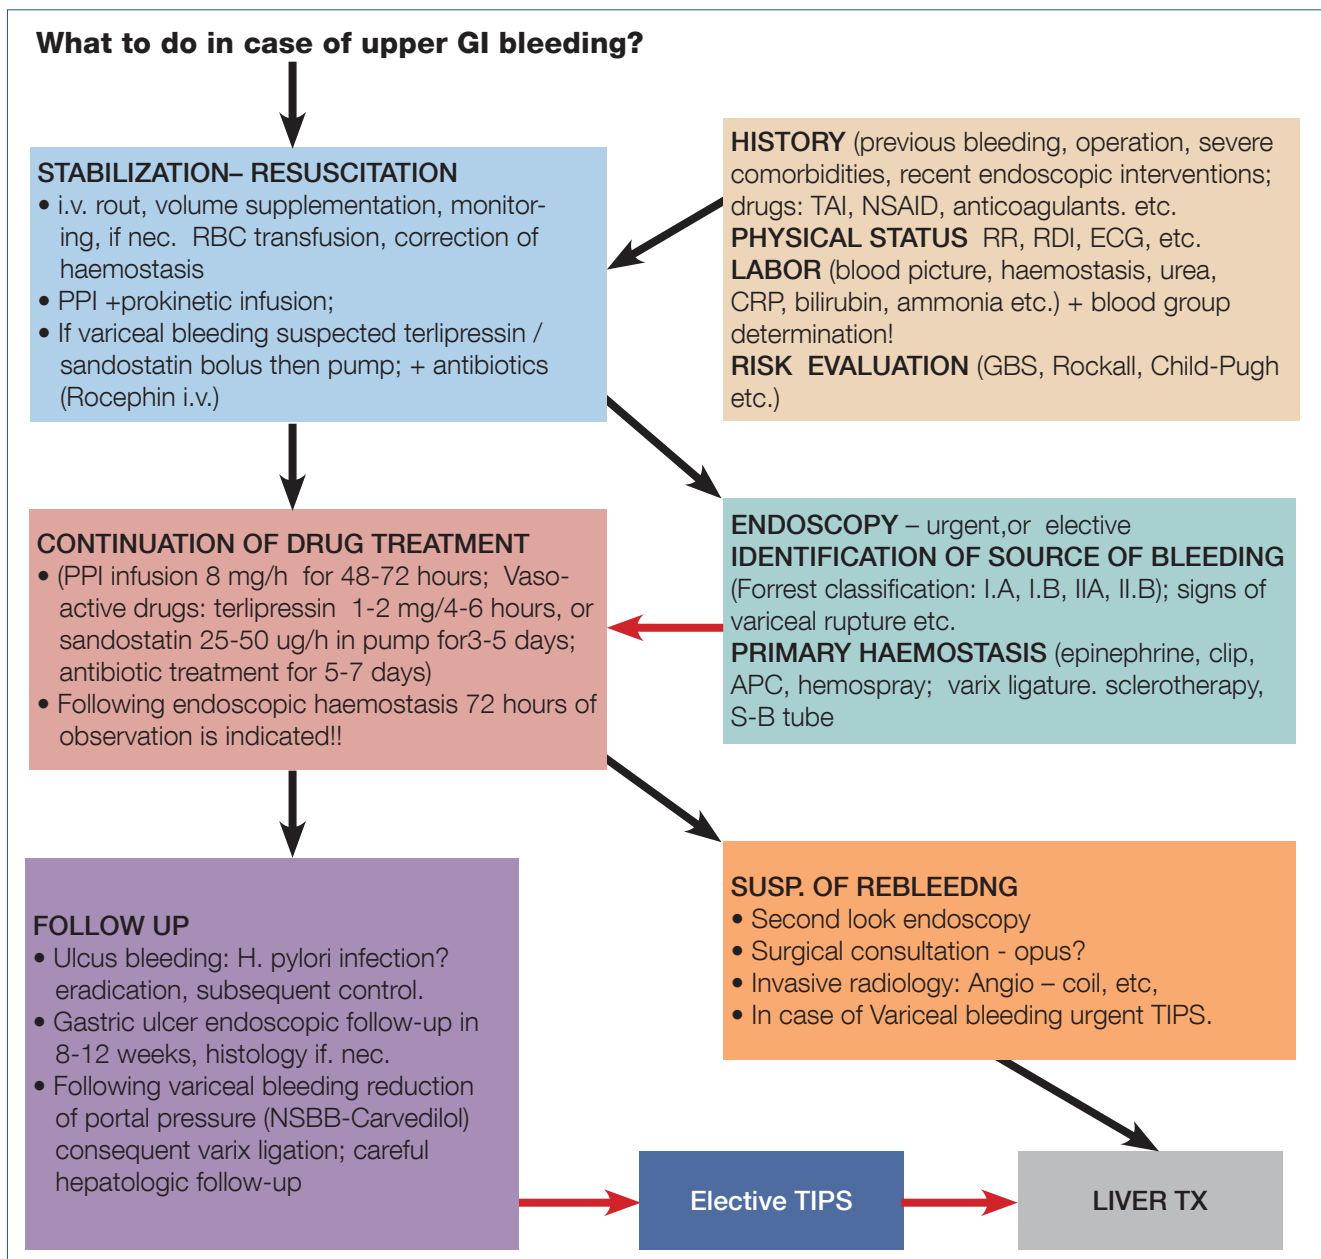 What to do in case of upper GI bleeding?
STABILIZATION– RESUSCITATION
• i.v. rout, volume supplementation, monitor-
ing, if nec. RBC transfusion, correction of
haemostasis
• PPI +prokinetic infusion;
• If variceal bleeding suspected terlipressin /
sandostatin bolus then pump; + antibiotics
(Rocephin i.v.)
HISTORY (previous bleeding, operation, severe
comorbidities, recent endoscopic interventions;
drugs: TAI, NSAID, anticoagulants. etc.
PHYSICAL STATUS RR, RDI, ECG, etc.
LABOR (blood picture, haemostasis, urea,
CRP, bilirubin, ammonia etc.) + blood group
determination!
RISK EVALUATION (GBS, Rockall, Child-Pugh
etc.)
CONTINUATION OF DRUG TREATMENT
• (PPI infusion 8 mg/h for 48-72 hours; Vaso-
active drugs: terlipressin 1-2 mg/4-6 hours, or
sandostatin 25-50 ug/h in pump for3-5 days;
antibiotic treatment for 5-7 days)
• Following endoscopic haemostasis 72 hours of
observation is indicated!!
ENDOSCOPY – urgent,or elective
IDENTIFICATION OF SOURCE OF BLEEDING
(Forrest classification: I.A, I.B, IIA, II.B); signs of
variceal rupture etc.
PRIMARY HAEMOSTASIS (epinephrine, clip,
APC, hemospray; varix ligature. sclerotherapy,
S-B tube
FOLLOW UP
• Ulcus bleeding: H. pylori infection?
eradication, subsequent control.
• Gastric ulcer endoscopic follow-up in
8-12 weeks, histology if. nec.
• Following variceal bleeding reduction
of portal pressure (NSBB-Carvedilol)
consequent varix ligation; careful
hepatologic follow-up
SUSP. OF REBLEEDNG
• Second look endoscopy
• Surgical consultation - opus?
• Invasive radiology: Angio – coil, etc,
• In case of Variceal bleeding urgent TIPS.
Elective TIPS
LIVER TX